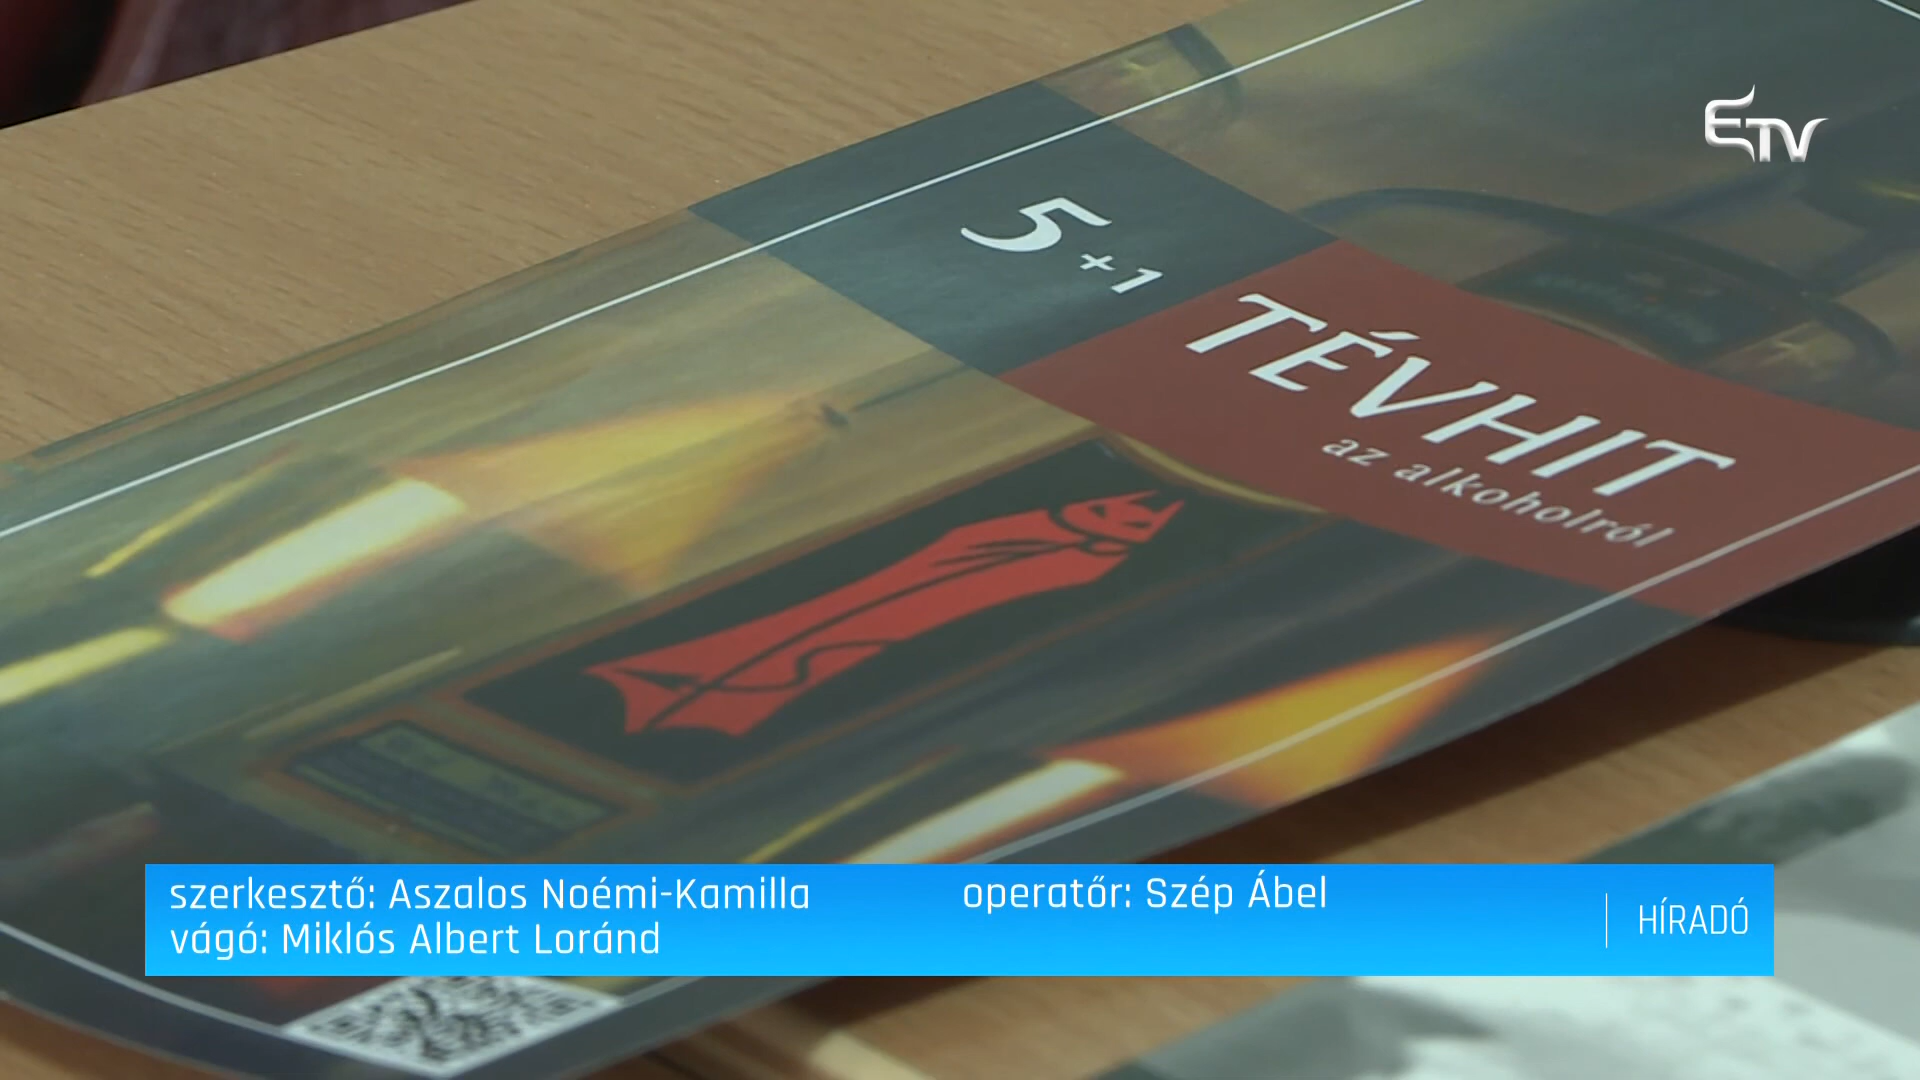 ETV
5+1
TÉVHIT
az alkoholról
szerkesztő: Aszalos Noémi-Kamilla
vágó: Miklós Albert Loránd
operatőr: Szép Ábel
HÍRADÓ